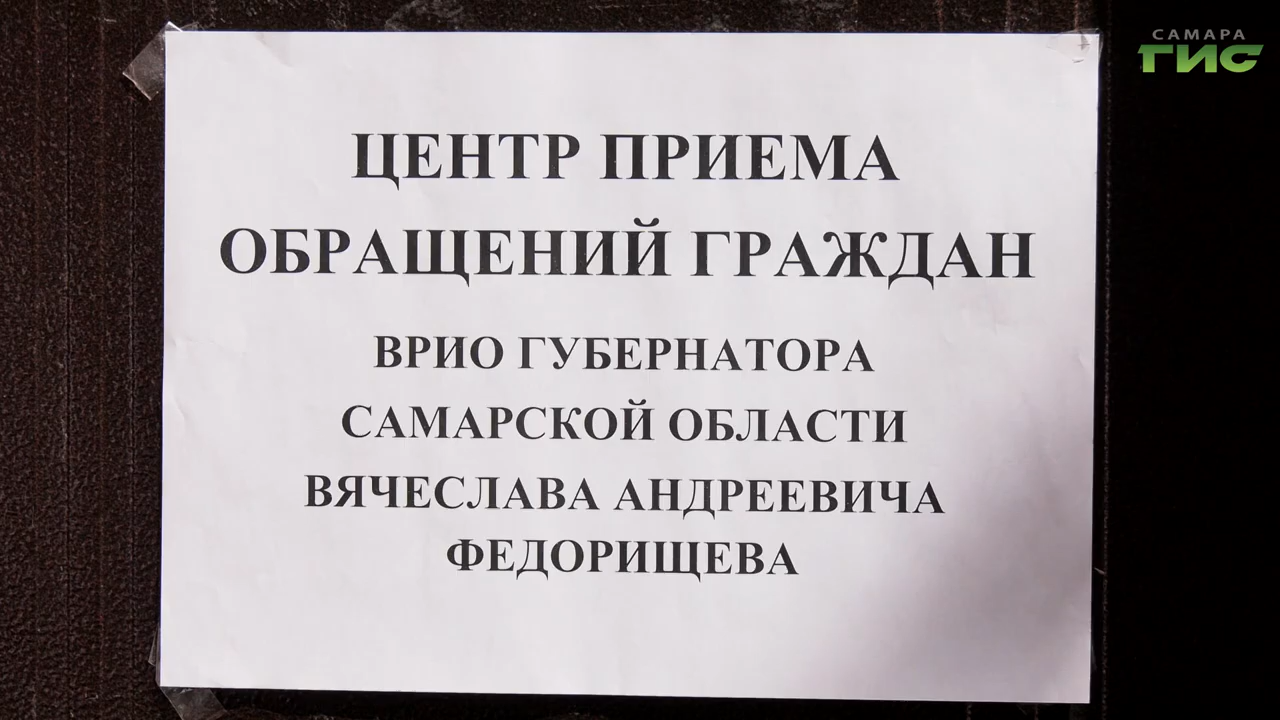 САМАРА
ГИС
ЦЕНТР ПРИЕМА
ОБРАЩЕНИЙ ГРАЖДАН
ВРИО ГУБЕРНАТОРА
САМАРСКОЙ ОБЛАСТИ
ВЯЧЕСЛАВА АНДРЕЕВИЧА
ФЕДОРИЩЕВА